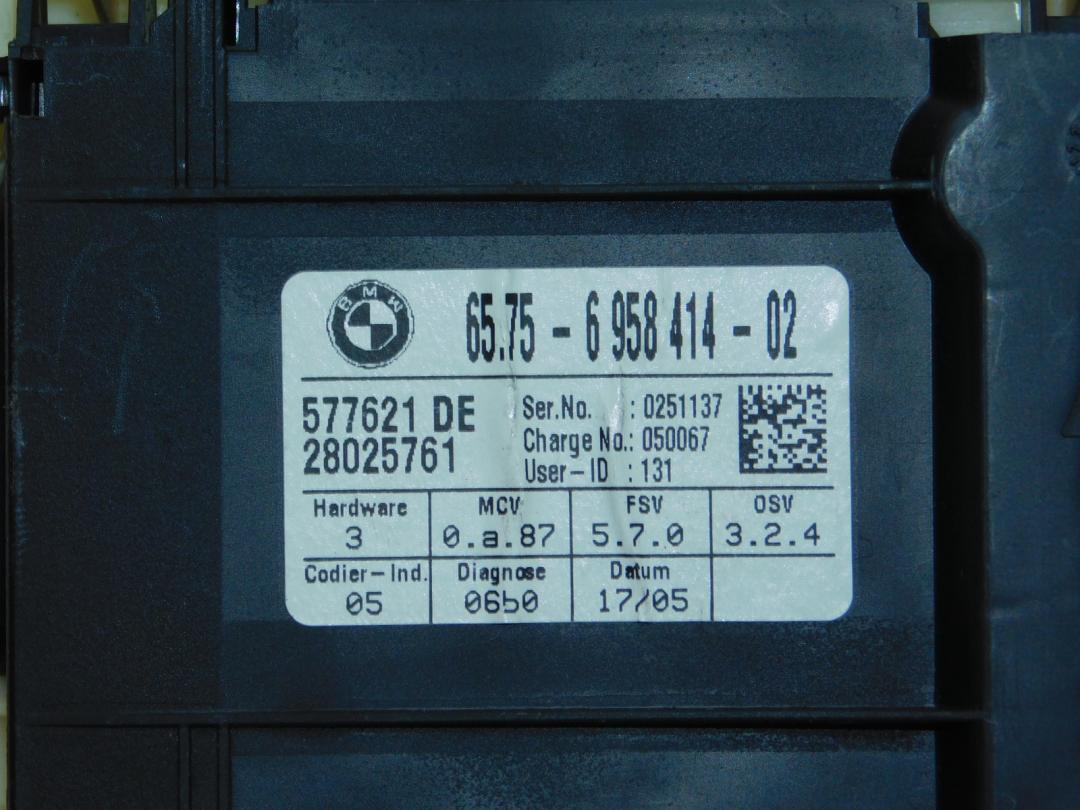 BMW
65.75 - 6 958 414 - 02
577621 DE
28025761
Ser.No. : 0251137
Charge No.: 050067
User-ID : 131
Hardware MCV FSV OSV
3 0.a.87 5.7.0 3.2.4
Codier-Ind. Diagnose Datum
05 06b0 17/05